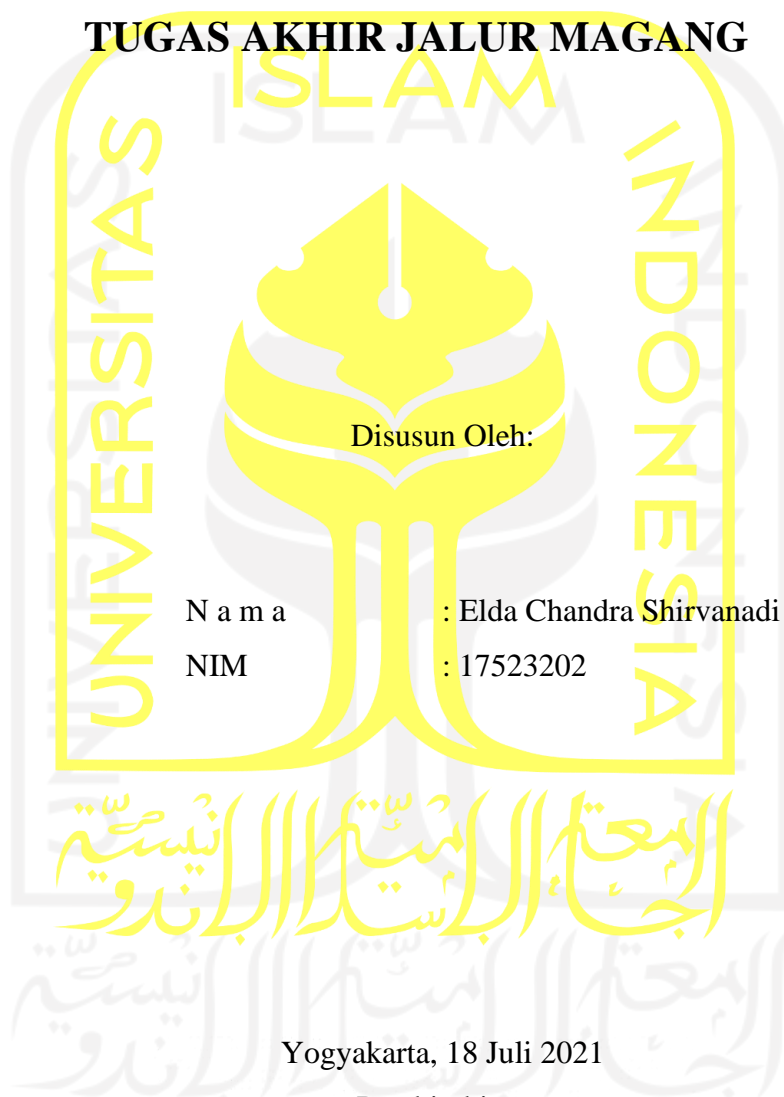 TUGAS AKHIR JALUR MAGANG
ISLAM
UNIVERSITAS
INDONESIA
Disusun Oleh:
N a m a : Elda Chandra Shirvanadi
NIM : 17523202
Yogyakarta, 18 Juli 2021